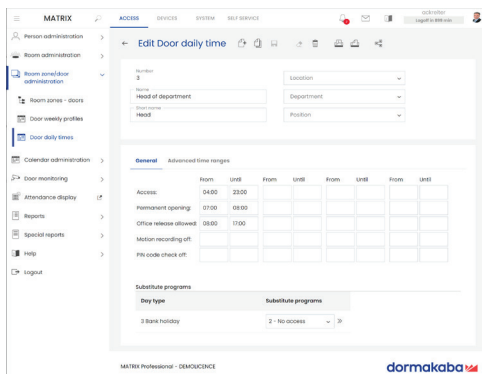 MATRIX
ACCESS DEVICES SYSTEM SELF SERVICE
ackreiter
Logoff in 899 min
Person administration
Room administration
Room zone/door
administration
Room zones - doors
Door weekly profiles
Door daily times
Calendar administration
Door monitoring
Attendance display
Reports
Special reports
Help
Logout
← Edit Door daily time
Number
3
Name
Head of department
Short name
Head
Location
Department
Position
General Advanced time ranges
From Until From Until From Until From Until
Access: 04:00 23:00
Permanent opening: 07:00 08:00
Office release allowed: 08:00 17:00
Motion recording off:
PIN code check off:
Substitute programs
Day type Substitute programs
3 Bank holiday 2 - No access »
MATRIX Professional - DEMOLICENCE
dormakaba